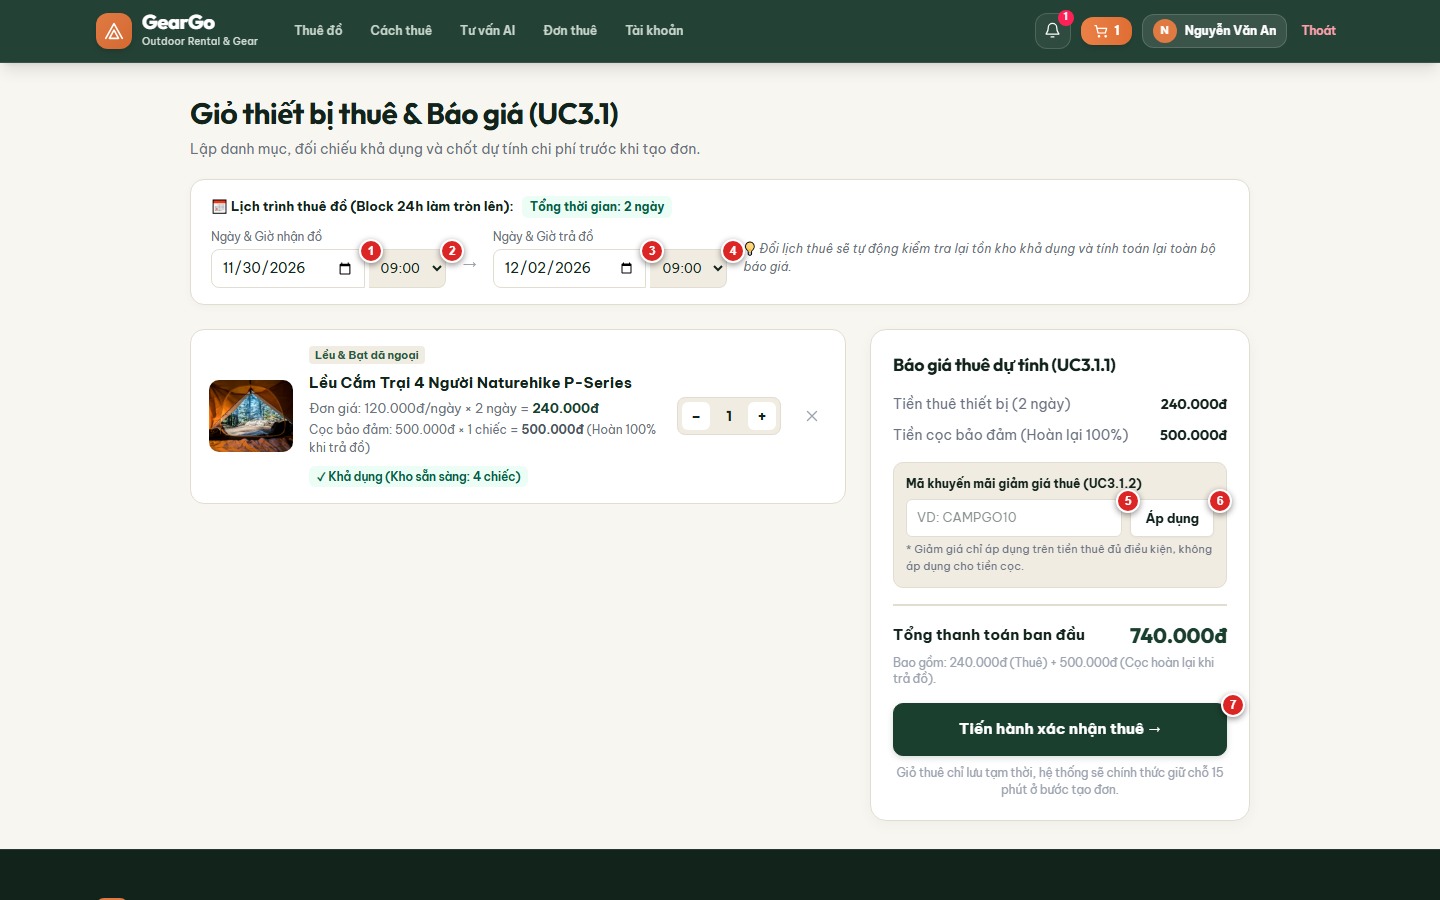 GearGo
Outdoor Rental & Gear
Thuê đồ
Cách thuê
Tư vấn AI
Đơn thuê
Tài khoản
1
1
N
Nguyễn Văn An
Thoát
Giỏ thiết bị thuê & Báo giá (UC3.1)
Lập danh mục, đối chiếu khả dụng và chốt dự tính chi phí trước khi tạo đơn.
Lịch trình thuê đồ (Block 24h làm tròn lên): Tổng thời gian: 2 ngày
Ngày & Giờ nhận đồ
11/30/2026
1
09:00
2
→
Ngày & Giờ trả đồ
12/02/2026
3
09:00
4
Đổi lịch thuê sẽ tự động kiểm tra lại tồn kho khả dụng và tính toán lại toàn bộ
báo giá.
Lều & Bạt dã ngoại
Lều Cắm Trại 4 Người Naturehike P-Series
Đơn giá: 120.000đ/ngày × 2 ngày = 240.000đ
Cọc bảo đảm: 500.000đ × 1 chiếc = 500.000đ (Hoàn 100%
khi trả đồ)
✓ Khả dụng (Kho sẵn sàng: 4 chiếc)
− 1 +
×
Báo giá thuê dự tính (UC3.1.1)
Tiền thuê thiết bị (2 ngày) 240.000đ
Tiền cọc bảo đảm (Hoàn lại 100%) 500.000đ
Mã khuyến mãi giảm giá thuê (UC3.1.2)
VD: CAMPGO10
5
Áp dụng
6
* Giảm giá chỉ áp dụng trên tiền thuê đủ điều kiện, không
áp dụng cho tiền cọc.
Tổng thanh toán ban đầu 740.000đ
Bao gồm: 240.000đ (Thuê) + 500.000đ (Cọc hoàn lại khi
trả đồ).
7
Tiến hành xác nhận thuê →
Giỏ thuê chỉ lưu tạm thời, hệ thống sẽ chính thức giữ chỗ 15
phút ở bước tạo đơn.